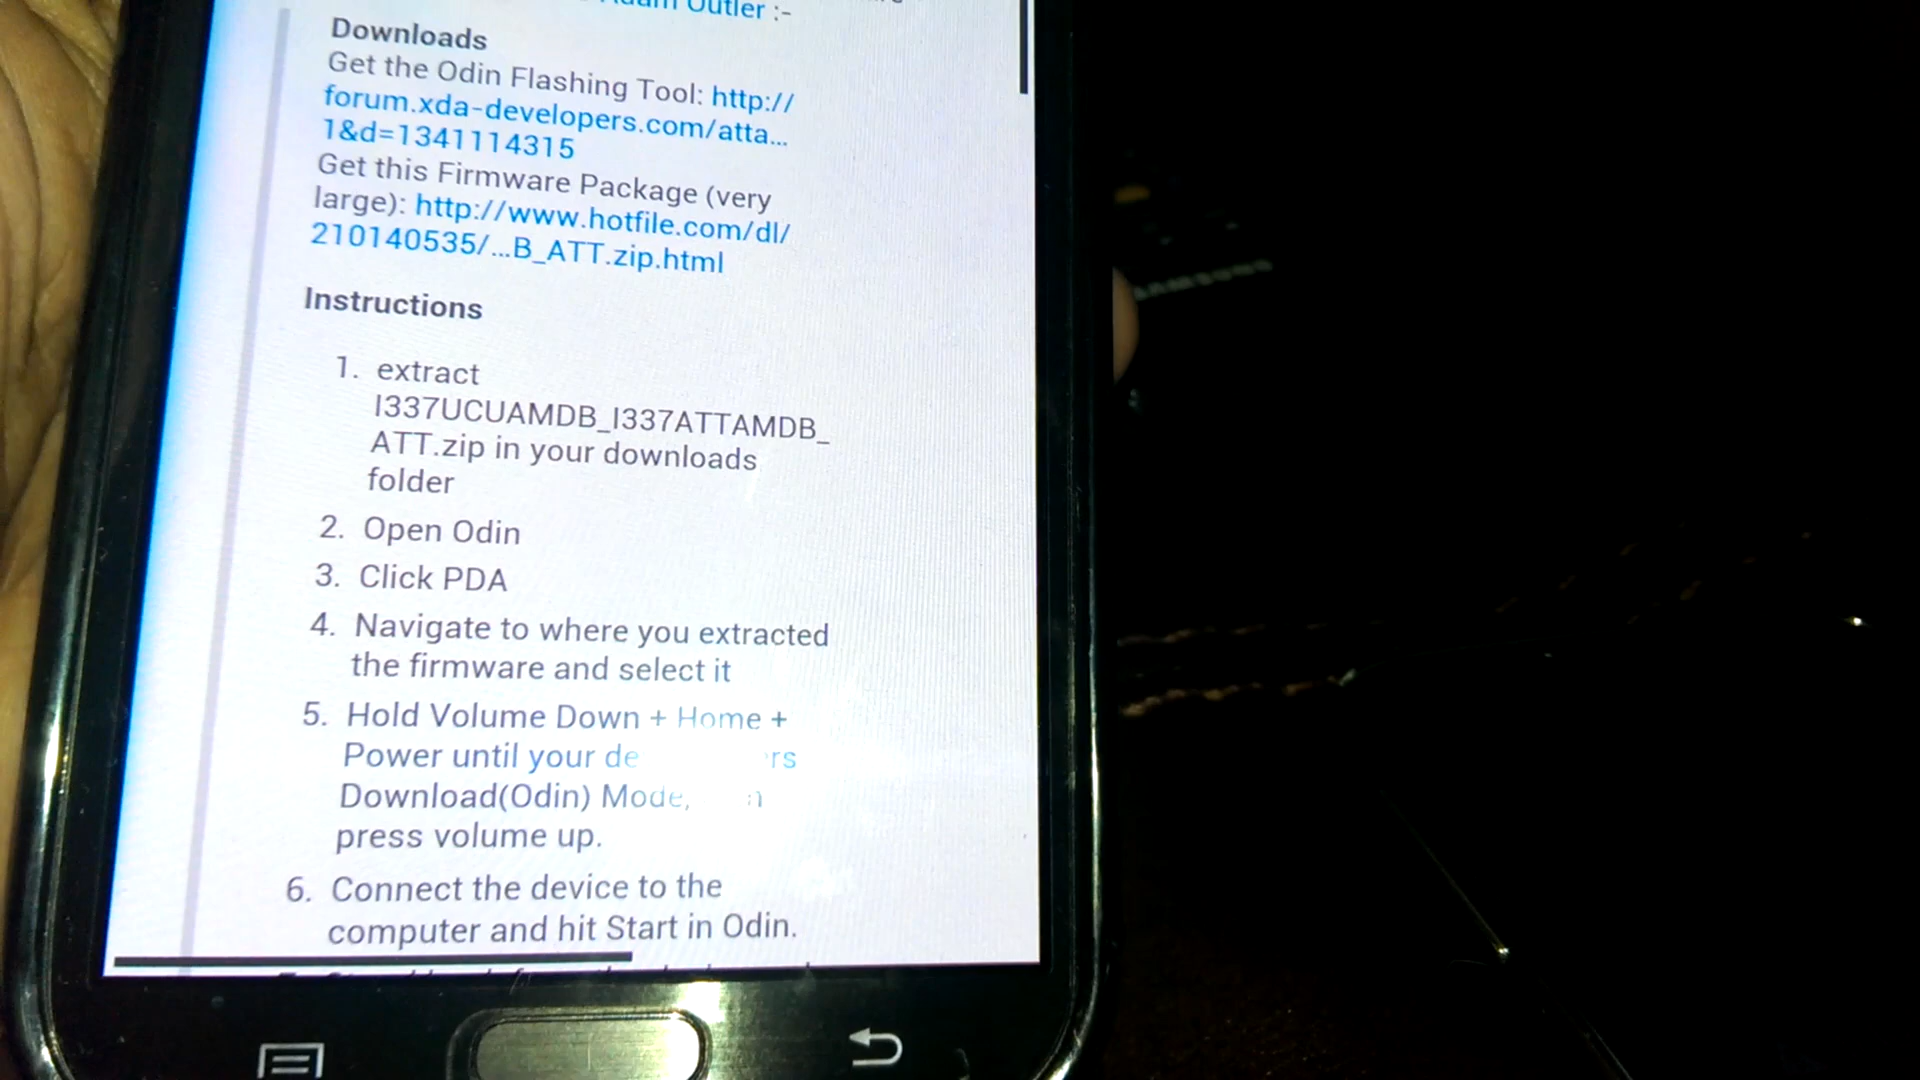 Outler :-
Downloads
Get the Odin Flashing Tool: http://
forum.xda-developers.com/atta...
1&d=1341114315
Get this Firmware Package (very
large): http://www.hotfile.com/dl/
210140535/...B_ATT.zip.html
Instructions
1. extract
I337UCUAMDB_I337ATTAMDB_
ATT.zip in your downloads
folder
2. Open Odin
3. Click PDA
4. Navigate to where you extracted
the firmware and select it
5. Hold Volume Down + Home +
Power until your
Download(Odin) Mode,
press volume up.
6. Connect the device to the
computer and hit Start in Odin.
SAMSUNG